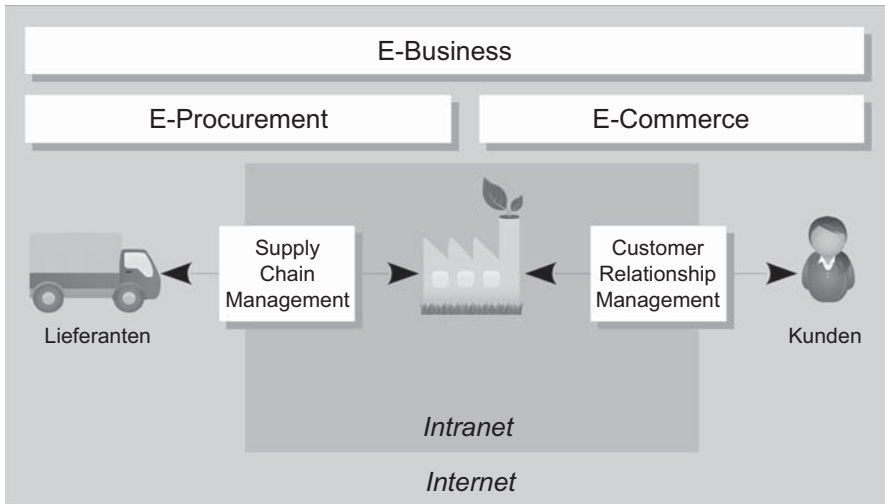 E-Business
E-Procurement
E-Commerce
Supply
Chain
Management
Customer
Relationship
Management
Lieferanten
Kunden
Intranet
Internet